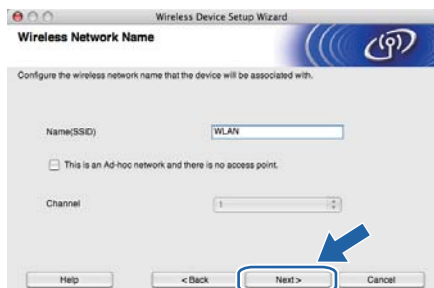 Wireless Device Setup Wizard
Wireless Network Name
Configure the wireless network name that the device will be associated with.
Name(SSID)
WLAN
This is an Ad-hoc network and there is no access point.
Channel
1
Help
< Back
Next >
Cancel